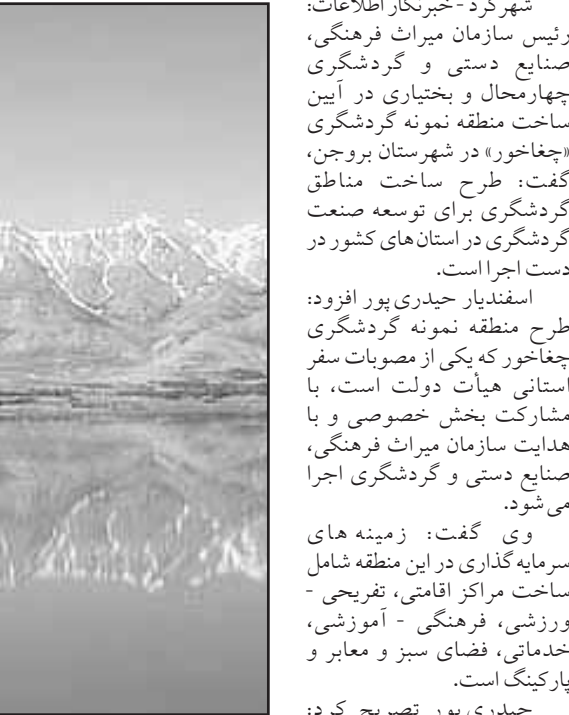 شهرکرد - خبرنگار اطلاعات:
رئیس سازمان میراث فرهنگی،
صنایع دستی و گردشگری
چهارمحال و بختیاری در آیین
ساخت منطقه نمونه گردشگری
«چغاخور» در شهرستان بروجن،
گفت: طرح ساخت مناطق
گردشگری برای توسعه صنعت
گردشگری در استان‌های کشور در
دست اجرا است.
اسفندیار حیدری پور افزود:
طرح منطقه نمونه گردشگری
چغاخور که یکی از مصوبات سفر
استانی هیأت دولت است، با
مشارکت بخش خصوصی و با
هدایت سازمان میراث فرهنگی،
صنایع دستی و گردشگری اجرا
می‌شود.
وی گفت: زمینه های
سرمایه گذاری در این منطقه شامل
ساخت مراکز اقامتی، تفریحی -
ورزشی، فرهنگی - آموزشی،
خدماتی، فضای سبز و معابر و
پارکینگ است.
حیدری پور تصریح کرد: